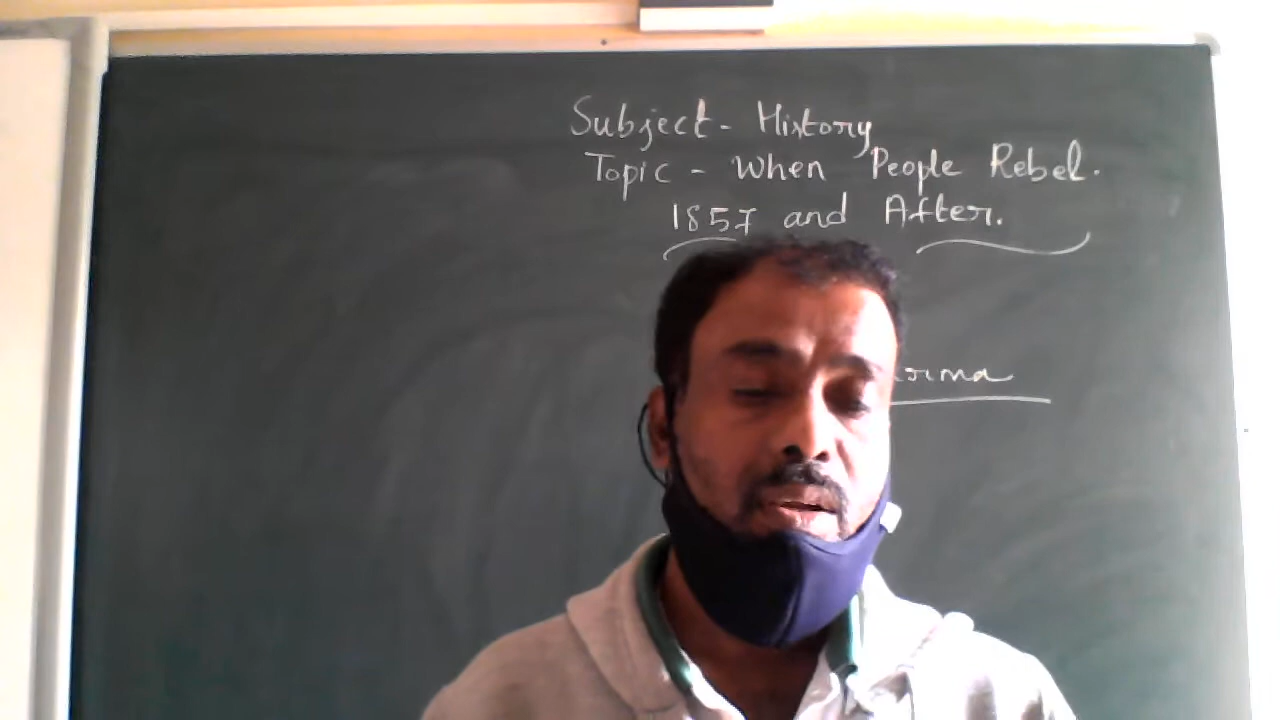 Subject - History
Topic - When People Rebel.
1857 and After.